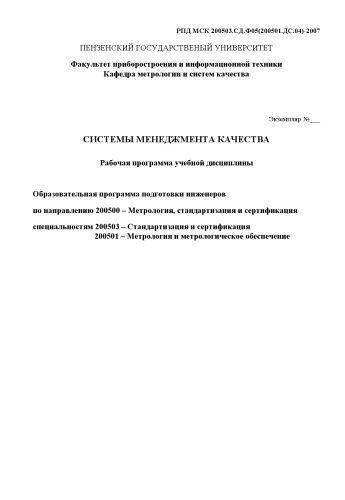 РПД МСК 200503.СД.Ф05(200501.ДС.04)-2007
ПЕНЗЕНСКИЙ ГОСУДАРСТВЕНЫЙ УНИВЕРСИТЕТ
Факультет приборостроения и информационной техники
Кафедра метрологии и систем качества
Экземпляр №___
СИСТЕМЫ МЕНЕДЖМЕНТА КАЧЕСТВА
Рабочая программа учебной дисциплины
Образовательная программа подготовки инженеров
по направлению 200500 – Метрология, стандартизация и сертификация
специальностям 200503 – Стандартизация и сертификация
200501 – Метрология и метрологическое обеспечение